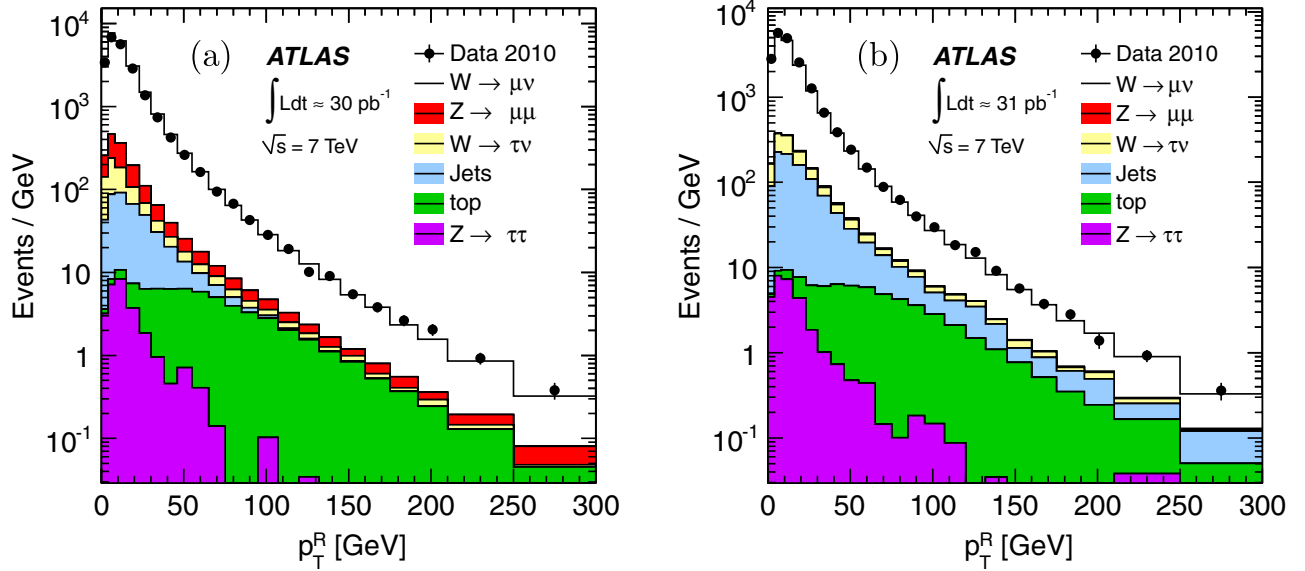 (a) ATLAS
∫Ldt ≈ 30 pb⁻¹
√s = 7 TeV
Data 2010
W → μν
Z → μμ
W → τν
Jets
top
Z → ττ
Events / GeV
10⁴
10³
10²
10
1
10⁻¹
0 50 100 150 200 250 300
p_T^R [GeV]
(b) ATLAS
∫Ldt ≈ 31 pb⁻¹
√s = 7 TeV
Data 2010
W → μν
Z → μμ
W → τν
Jets
top
Z → ττ
Events / GeV
10⁴
10³
10²
10
1
10⁻¹
0 50 100 150 200 250 300
p_T^R [GeV]